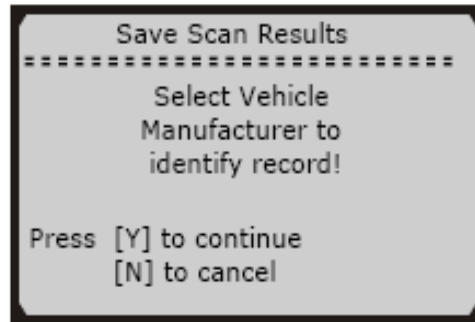 Save Scan Results
===========================
Select Vehicle
Manufacturer to
identify record!
Press [Y] to continue
[N] to cancel